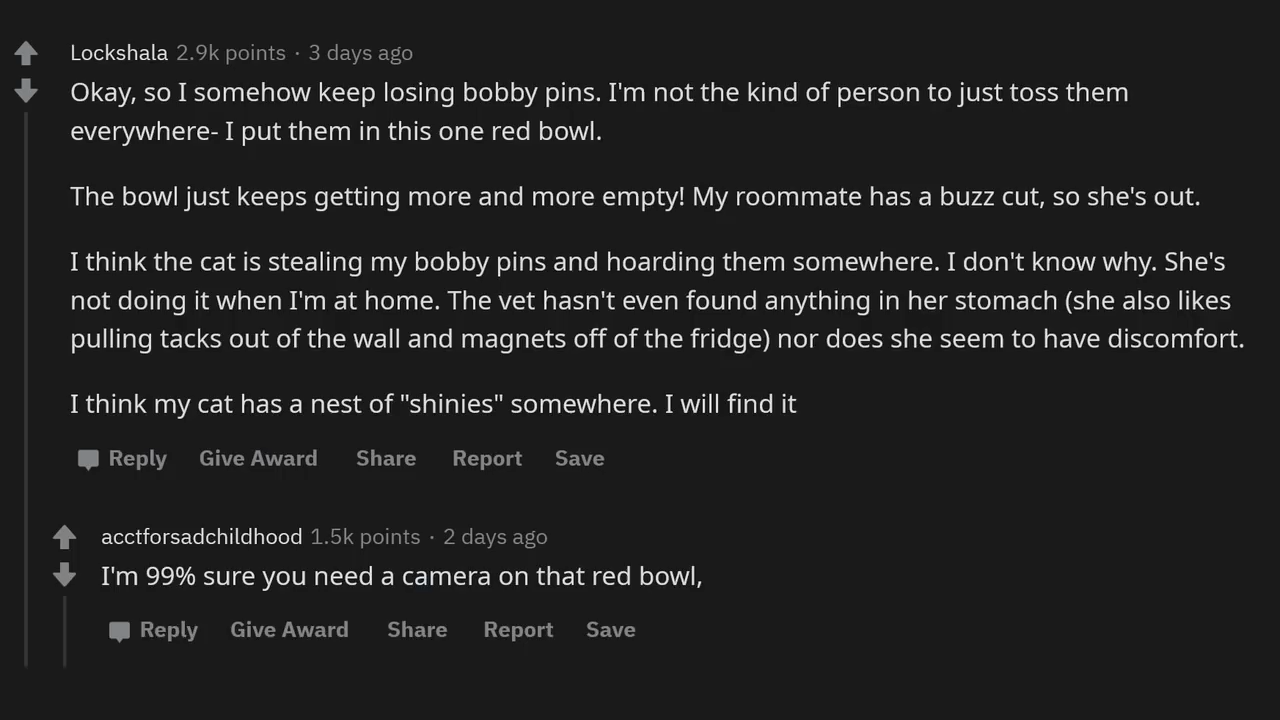 Lockshala 2.9k points · 3 days ago
Okay, so I somehow keep losing bobby pins. I'm not the kind of person to just toss them
everywhere- I put them in this one red bowl.
The bowl just keeps getting more and more empty! My roommate has a buzz cut, so she's out.
I think the cat is stealing my bobby pins and hoarding them somewhere. I don't know why. She's
not doing it when I'm at home. The vet hasn't even found anything in her stomach (she also likes
pulling tacks out of the wall and magnets off of the fridge) nor does she seem to have discomfort.
I think my cat has a nest of "shinies" somewhere. I will find it
Reply Give Award Share Report Save
acctforsadchildhood 1.5k points · 2 days ago
I'm 99% sure you need a camera on that red bowl,
Reply Give Award Share Report Save